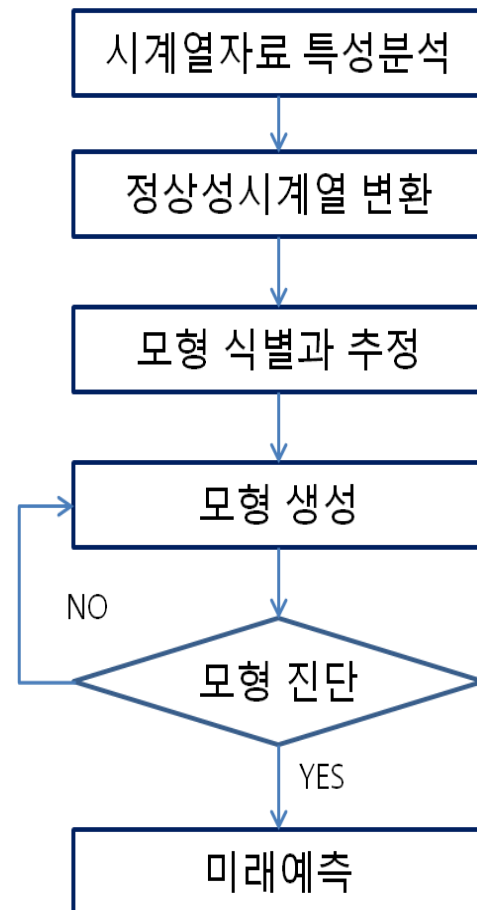 시계열자료 특성분석
정상성시계열 변환
모형 식별과 추정
모형 생성
NO
모형 진단
YES
미래예측